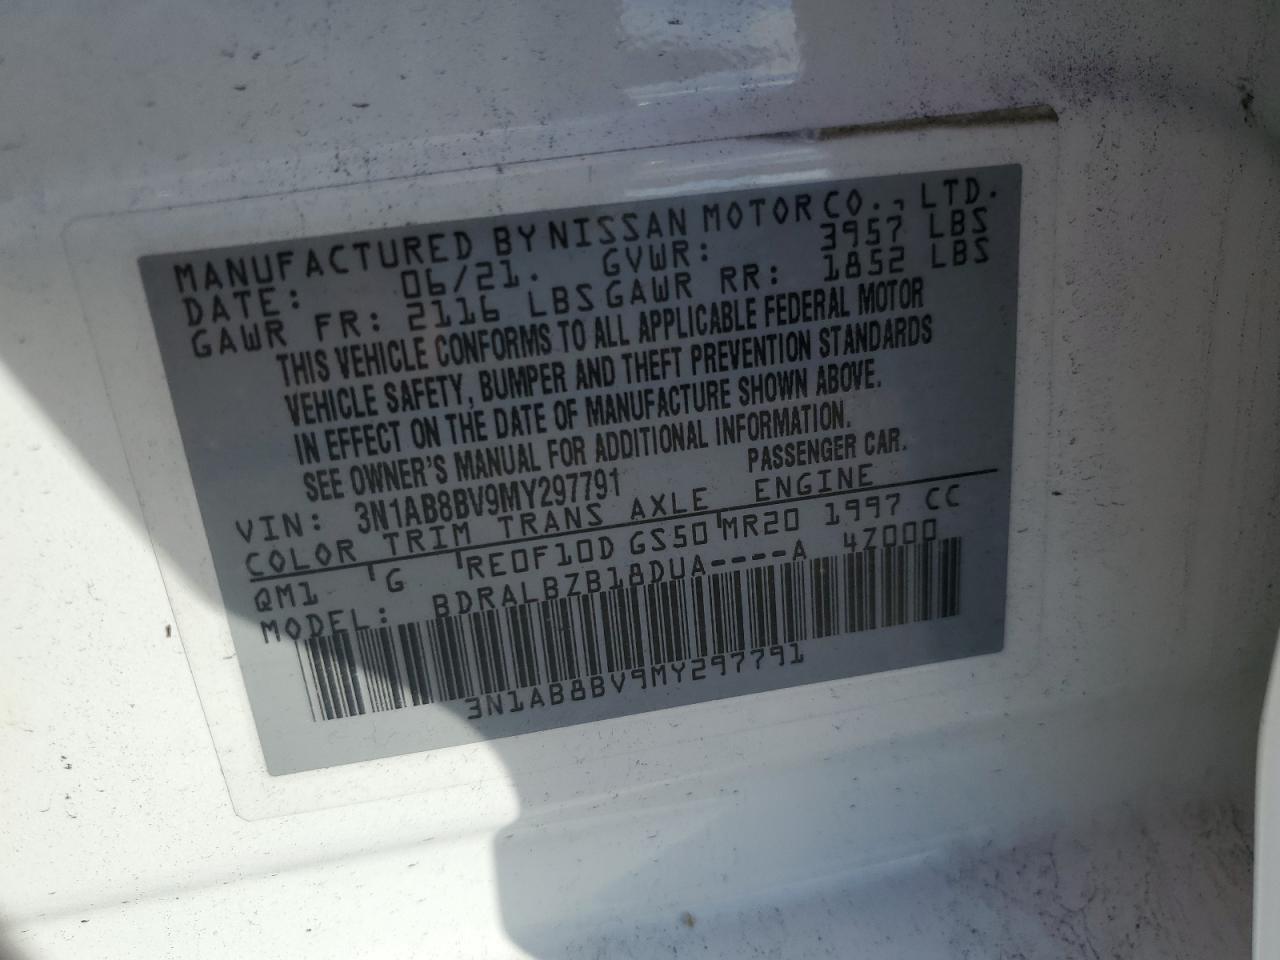 MANUFACTURED BY NISSAN MOTOR CO., LTD.
DATE: 06/21. GVWR: 3957 LBS
GAWR FR: 2116 LBS GAWR RR: 1852 LBS
THIS VEHICLE CONFORMS TO ALL APPLICABLE FEDERAL MOTOR
VEHICLE SAFETY, BUMPER AND THEFT PREVENTION STANDARDS
IN EFFECT ON THE DATE OF MANUFACTURE SHOWN ABOVE.
SEE OWNER'S MANUAL FOR ADDITIONAL INFORMATION.
VIN: 3N1AB8BV9MY297791 PASSENGER CAR.
COLOR TRIM TRANS AXLE ENGINE
QM1 G RE0F10D GS50 MR20 1997 CC
MODEL: BDRALBZB18DUA----A 4Z000
3N1AB8BV9MY297791